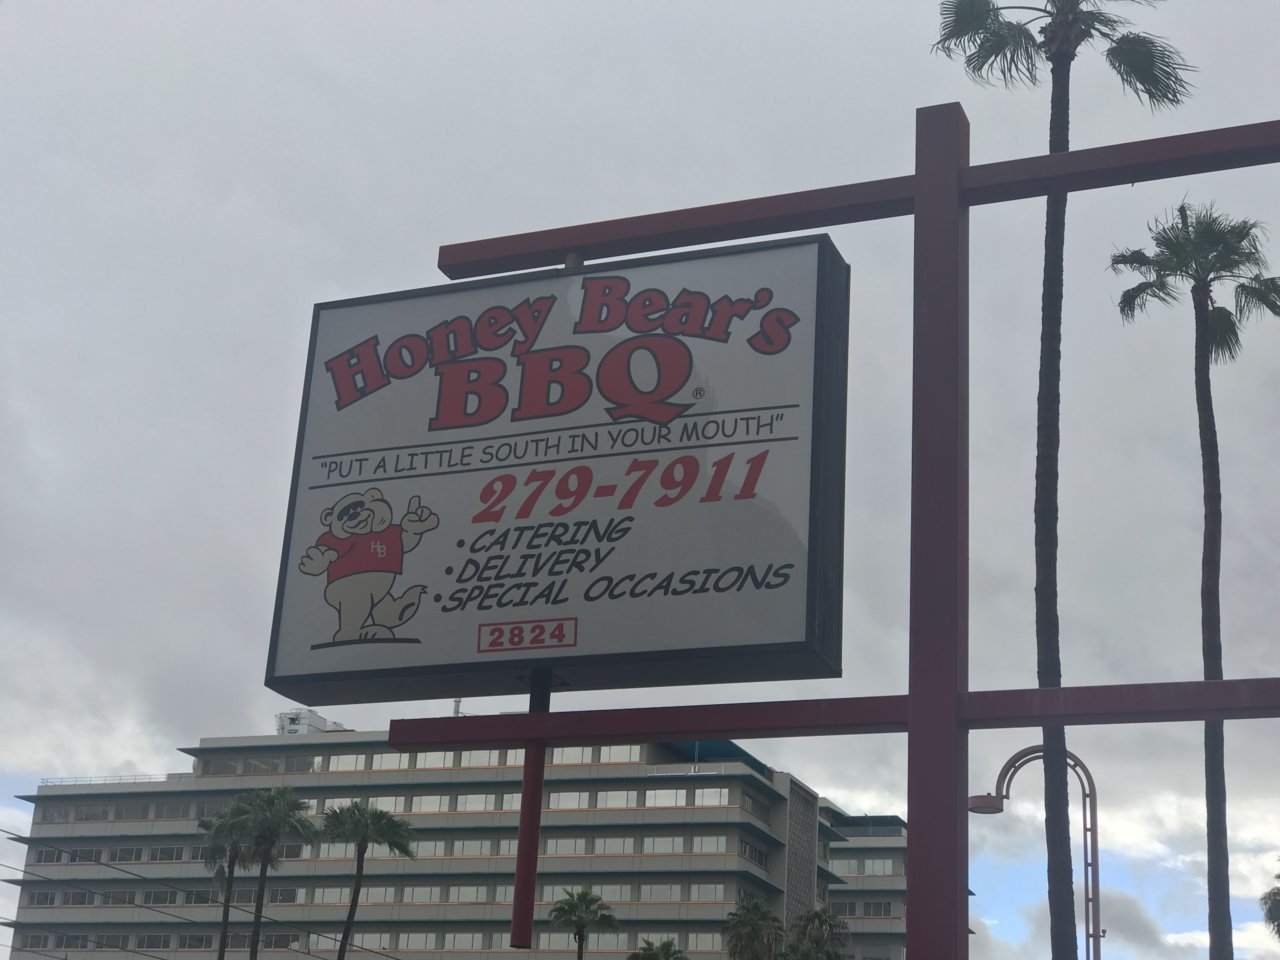 Honey Bear's
BBQ®
"PUT A LITTLE SOUTH IN YOUR MOUTH"
279-7911
HB
• CATERING
• DELIVERY
• SPECIAL OCCASIONS
2824